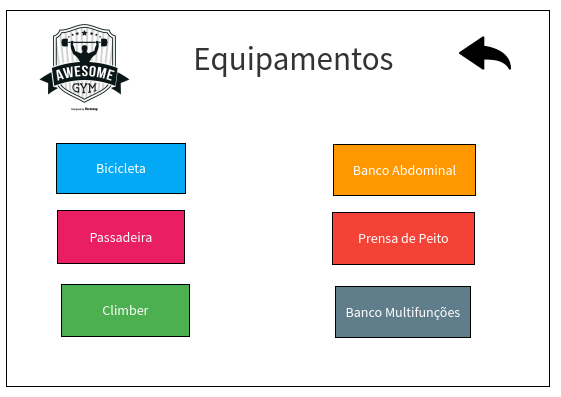 AWESOME
GYM
Equipamentos
Bicicleta
Banco Abdominal
Passadeira
Prensa de Peito
Climber
Banco Multifunções